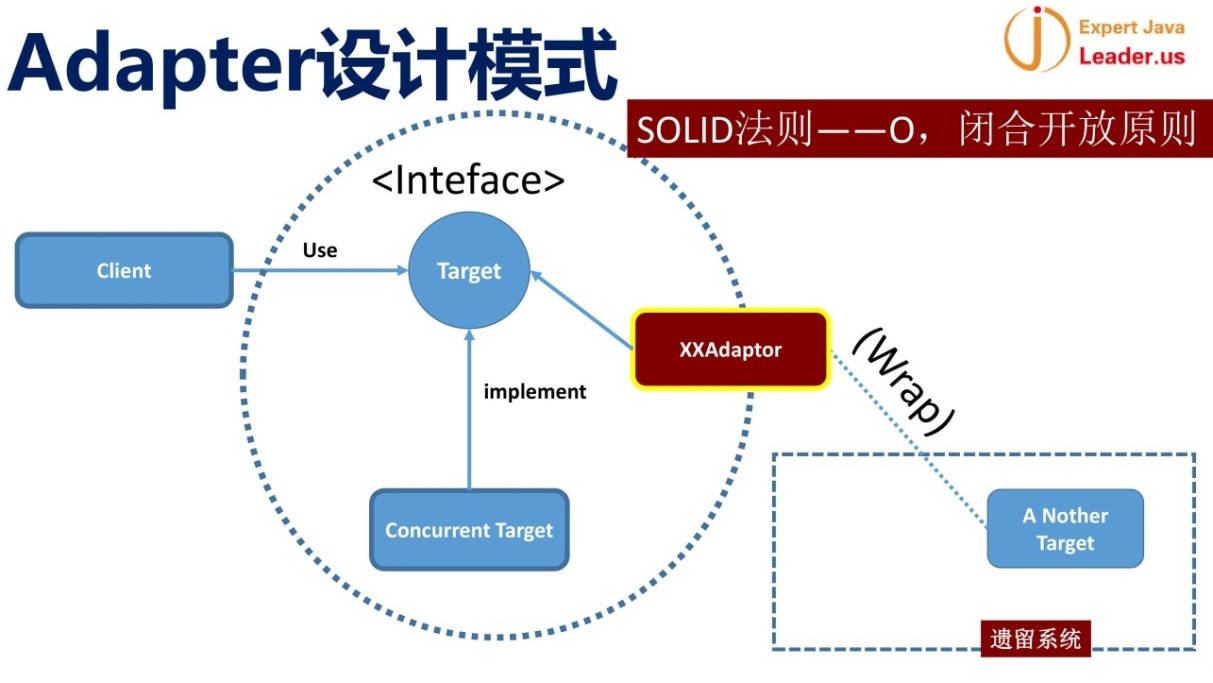 Adapter设计模式
Expert Java
Leader.us
SOLID法则——O，闭合开放原则
<Inteface>
Client
Use
Target
XXAdaptor
(Wrap)
implement
Concurrent Target
A Nother
Target
遗留系统